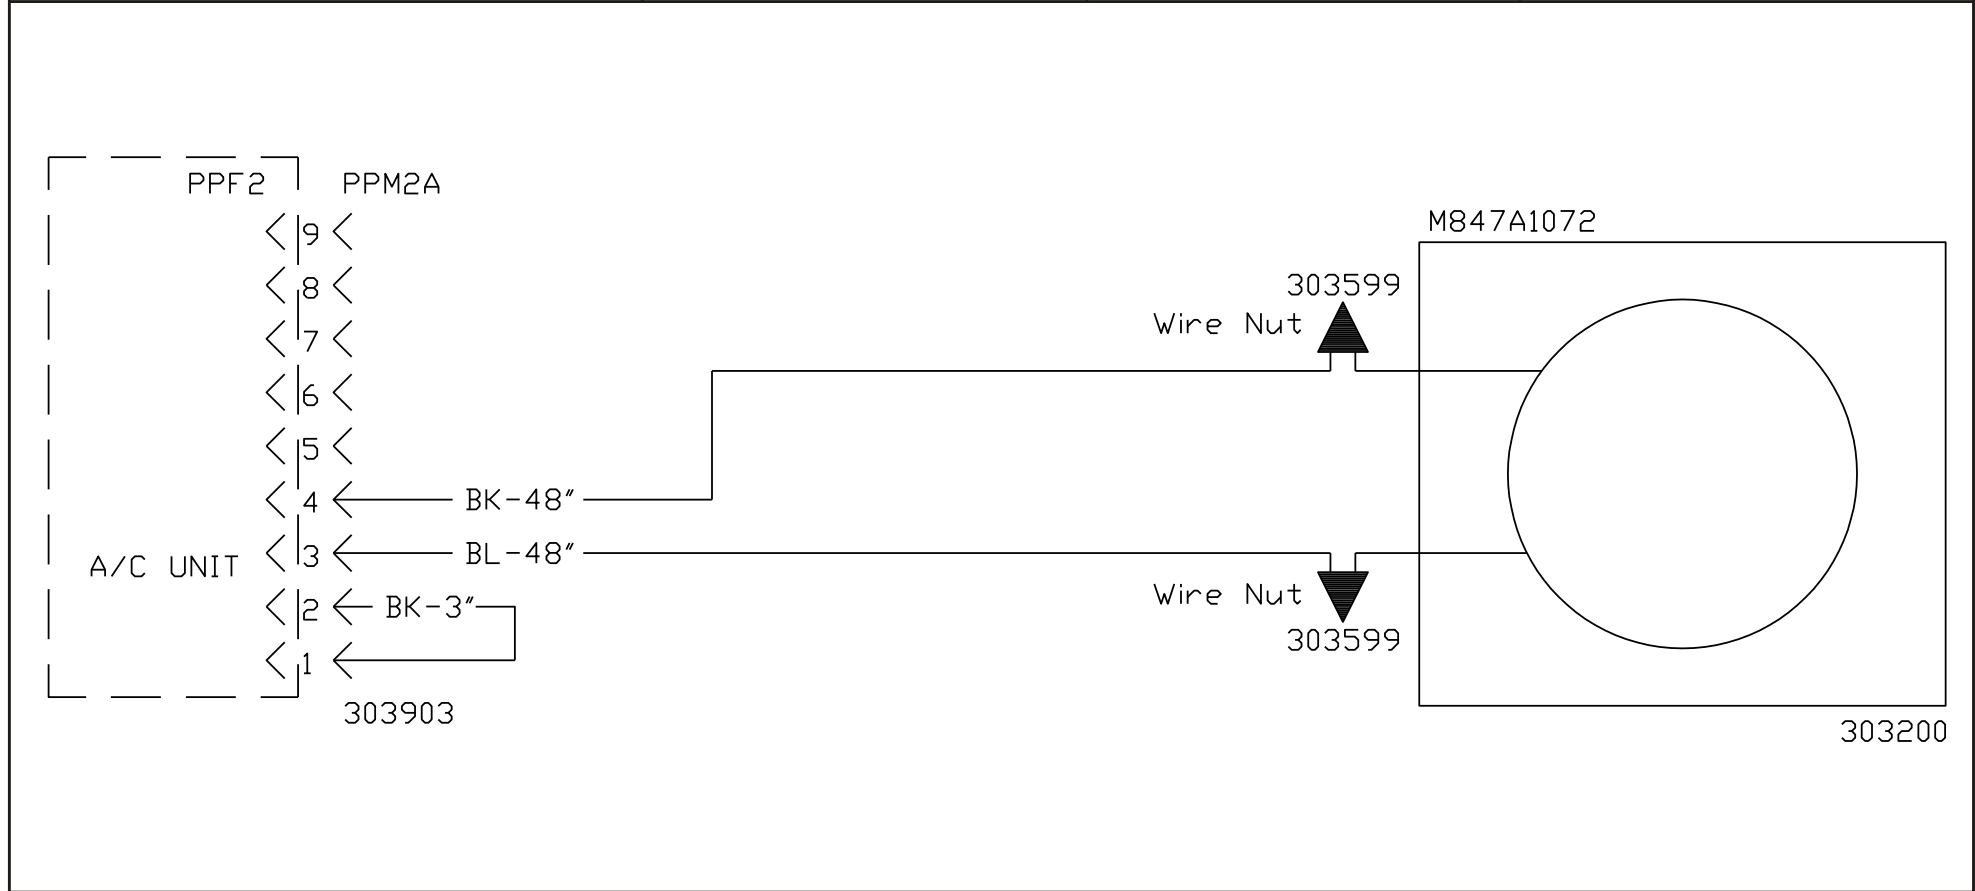 PPF2 PPM2A
9
8
7
6
5
4 BK-48"
3 BL-48"
2 BK-3"
1
A/C UNIT
303903
303599
Wire Nut
Wire Nut
303599
M847A1072
303200